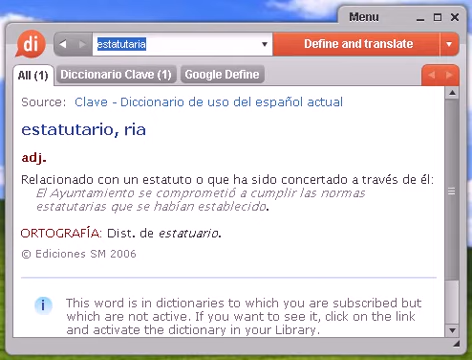 Menu
di
estatutaria
Define and translate
All (1)
Diccionario Clave (1)
Google Define
Source: Clave - Diccionario de uso del español actual
estatutario, ria
adj.
Relacionado con un estatuto o que ha sido concertado a través de él:
El Ayuntamiento se comprometió a cumplir las normas
estatutarias que se habían establecido.
ORTOGRAFÍA: Dist. de estatuario.
© Ediciones SM 2006
i
This word is in dictionaries to which you are subscribed but
which are not active. If you want to see it, click on the link
and activate the dictionary in your Library.